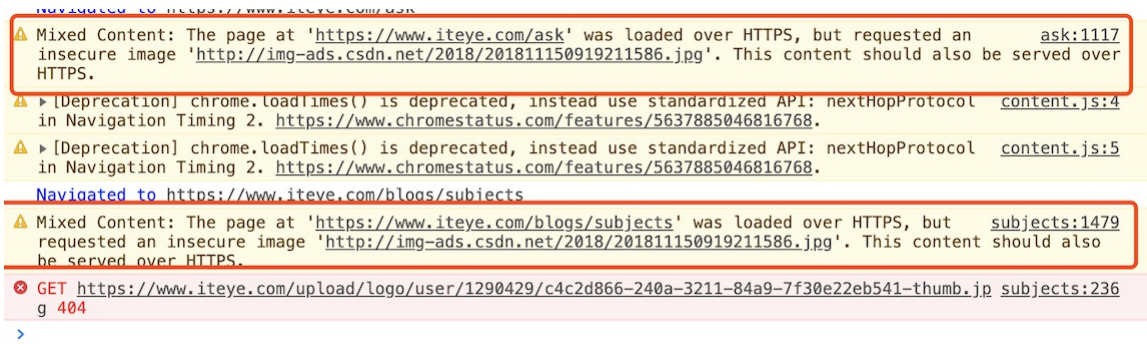 Navigated to https://www.iteye.com/ask
Mixed Content: The page at 'https://www.iteye.com/ask' was loaded over HTTPS, but requested an ask:1117
insecure image 'http://img-ads.csdn.net/2018/201811150919211586.jpg'. This content should also be served over
HTTPS.
[Deprecation] chrome.loadTimes() is deprecated, instead use standardized API: nextHopProtocol content.js:4
in Navigation Timing 2. https://www.chromestatus.com/features/5637885046816768.
[Deprecation] chrome.loadTimes() is deprecated, instead use standardized API: nextHopProtocol content.js:5
in Navigation Timing 2. https://www.chromestatus.com/features/5637885046816768.
Navigated to https://www.iteye.com/blogs/subjects
Mixed Content: The page at 'https://www.iteye.com/blogs/subjects' was loaded over HTTPS, but subjects:1479
requested an insecure image 'http://img-ads.csdn.net/2018/201811150919211586.jpg'. This content should also
be served over HTTPS.
GET https://www.iteye.com/upload/logo/user/1290429/c4c2d866-240a-3211-84a9-7f30e22eb541-thumb.jp subjects:236
g 404